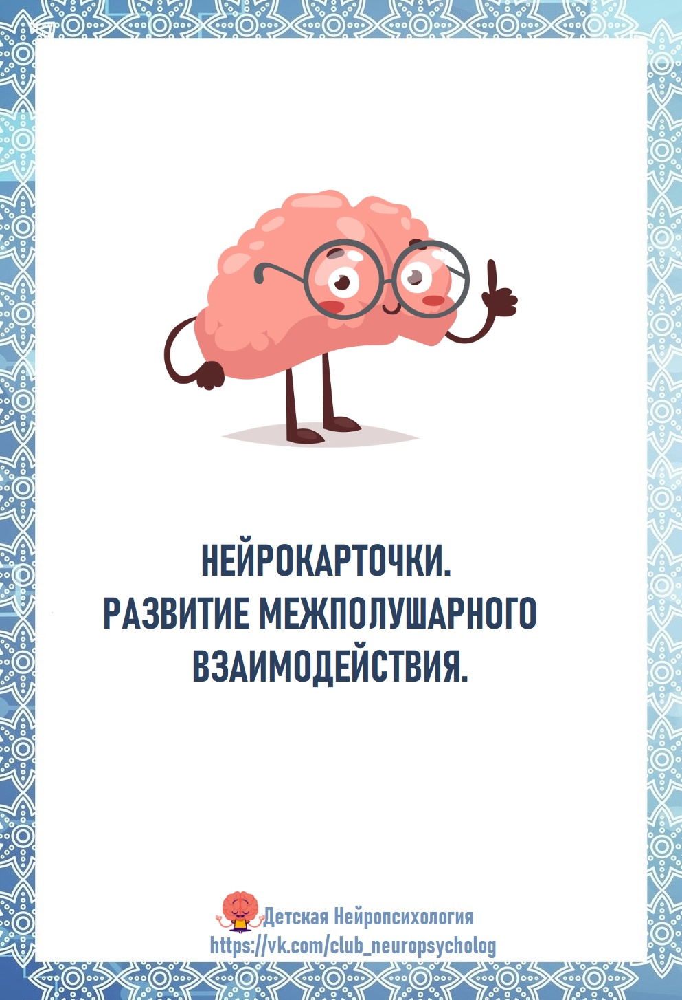 НЕЙРОКАРТОЧКИ.
РАЗВИТИЕ МЕЖПОЛУШАРНОГО
ВЗАИМОДЕЙСТВИЯ.
Детская Нейропсихология
https://vk.com/club_neuropsycholog